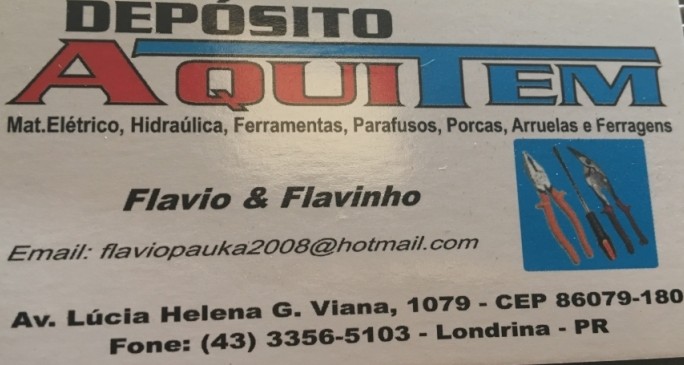 DEPÓSITO
AQUITEM
Mat.Elétrico, Hidraúlica, Ferramentas, Parafusos, Porcas, Arruelas e Ferragens
Flavio & Flavinho
Email: flaviopauka2008@hotmail.com
Av. Lúcia Helena G. Viana, 1079 - CEP 86079-180
Fone: (43) 3356-5103 - Londrina - PR